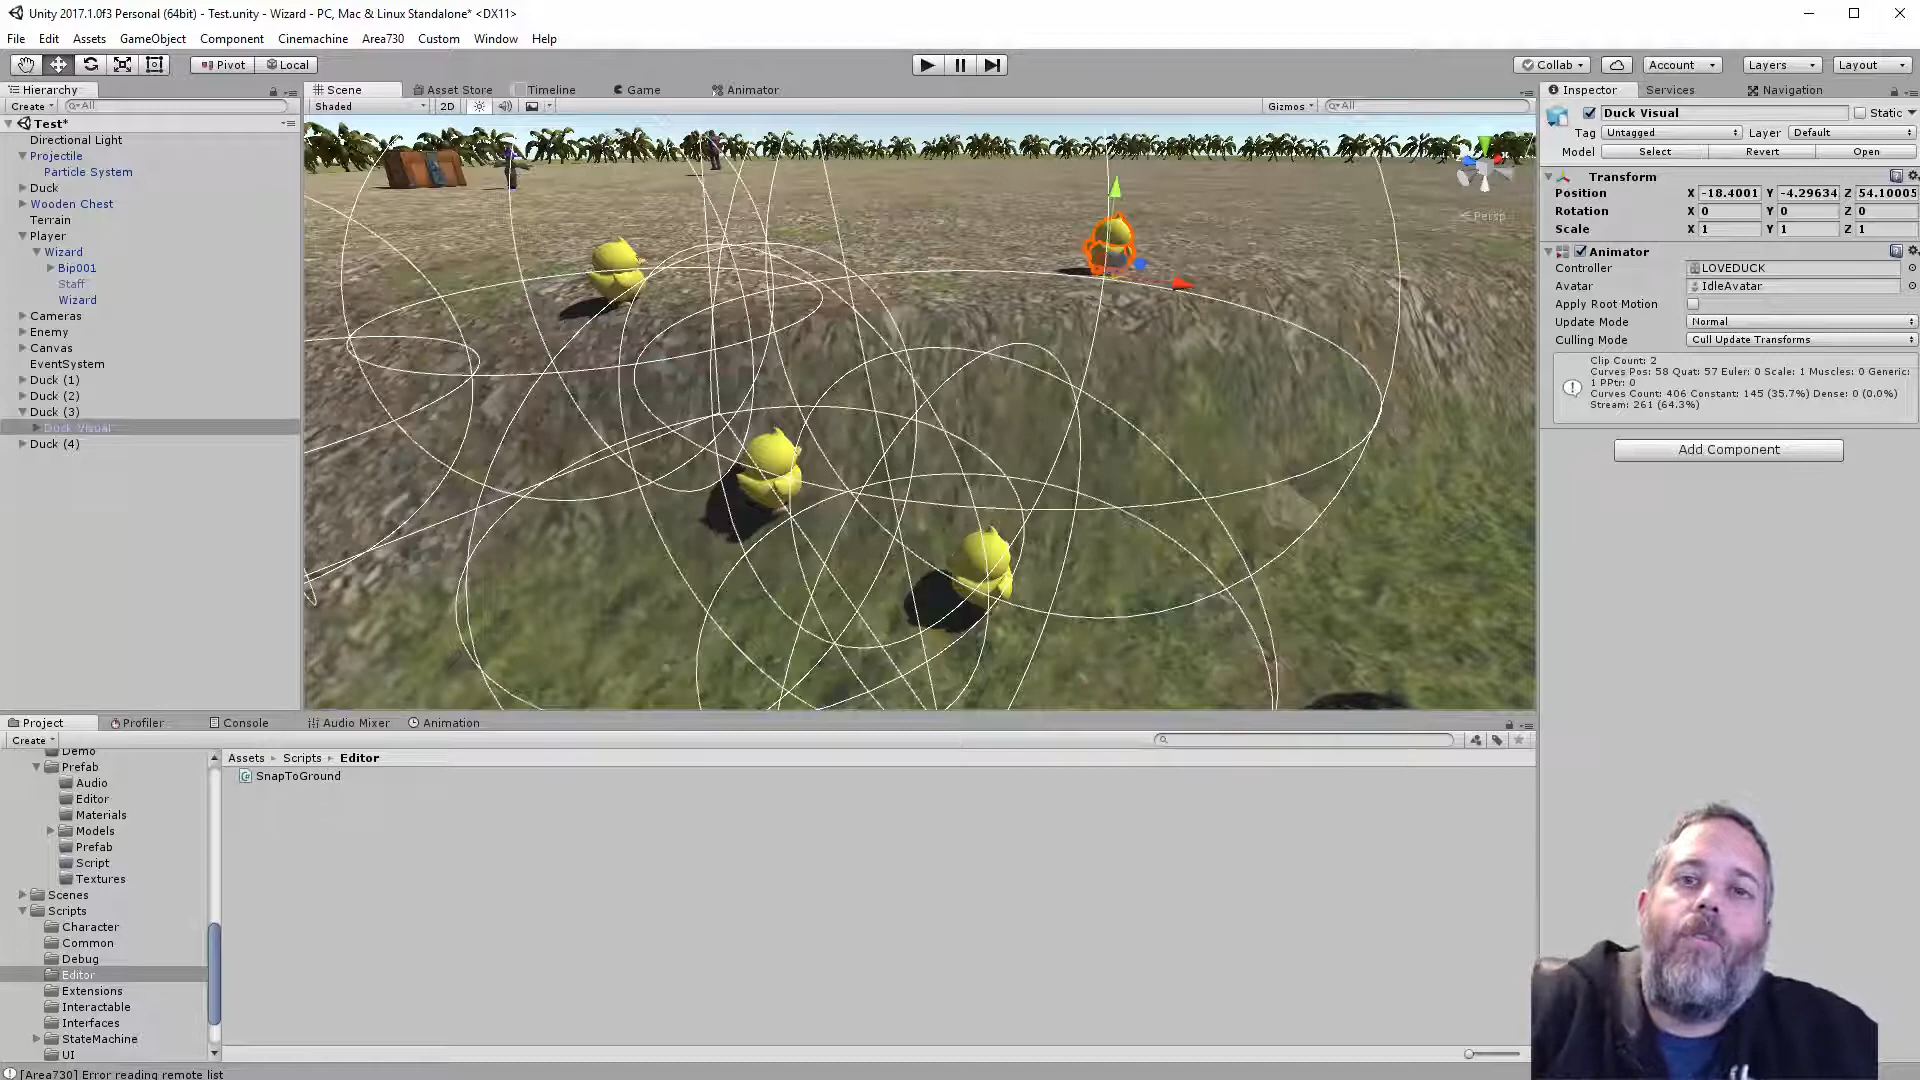 Unity 2017.1.0f3 Personal (64bit) - Test.unity - Wizard - PC, Mac & Linux Standalone* <DX11>
File Edit Assets GameObject Component Cinemachine Area730 Custom Window Help
Pivot Local Collab Account Layers Layout
Hierarchy
Create All
Test*
Directional Light
Projectile
Particle System
Duck
Wooden Chest
Terrain
Player
Wizard
Bip001
Staff
Wizard
Cameras
Enemy
Canvas
EventSystem
Duck (1)
Duck (2)
Duck (3)
Duck Visual
Duck (4)
Scene Asset Store Timeline Game Animator
Shaded 2D Gizmos All
Persp
Inspector Services Navigation
Duck Visual Static
Tag Untagged Layer Default
Model Select Revert Open
Transform
Position X -18.4001 Y -4.29634 Z 54.10005
Rotation X 0 Y 0 Z 0
Scale X 1 Y 1 Z 1
Animator
Controller LOVEDUCK
Avatar IdleAvatar
Apply Root Motion
Update Mode Normal
Culling Mode Cull Update Transforms
Clip Count: 2
Curves Pos: 58 Quat: 57 Euler: 0 Scale: 1 Muscles: 0 Generic:
1 PPtr: 0
Curves Count: 406 Constant: 145 (35.7%) Dense: 0 (0.0%)
Stream: 261 (64.3%)
Add Component
Project Profiler Console Audio Mixer Animation
Create
Demo
Prefab
Audio
Editor
Materials
Models
Prefab
Script
Textures
Scenes
Scripts
Character
Common
Debug
Editor
Extensions
Interactable
Interfaces
StateMachine
UI
Assets Scripts Editor
SnapToGround
[Area730] Error reading remote list